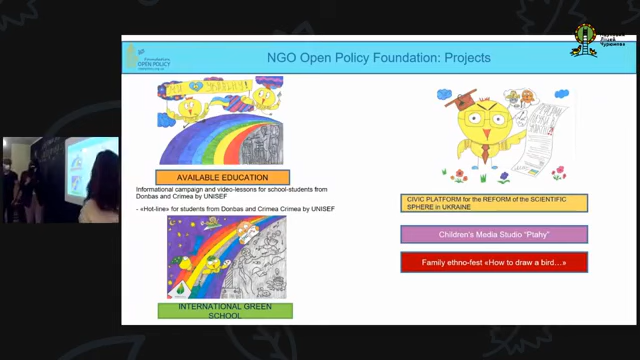 NGO Open Policy Foundation: Projects
Foundation
OPEN POLICY
AVAILABLE EDUCATION
Informational campaign and video-lessons for school-students from
Donbas and Crimea by UNISEF
- «Hot-line» for students from Donbas and Crimea Crimea by UNISEF
INTERNATIONAL GREEN
SCHOOL
CIVIC PLATFORM for the REFORM of the SCIENTIFIC
SPHERE in UKRAINE
Children's Media Studio "Ptahy"
Family ethno-fest «How to draw a bird…»